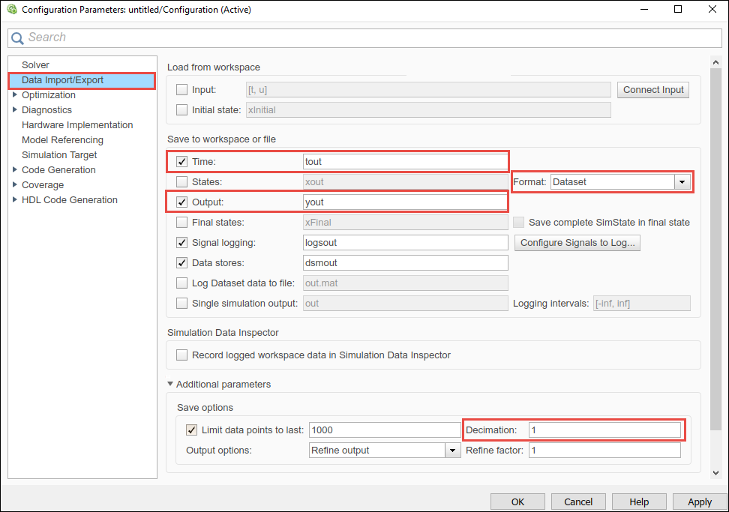 Configuration Parameters: untitled/Configuration (Active)
Search
Solver
Data Import/Export
Optimization
Diagnostics
Hardware Implementation
Model Referencing
Simulation Target
Code Generation
Coverage
HDL Code Generation
Load from workspace
Input: [t, u] Connect Input
Initial state: xInitial
Save to workspace or file
Time: tout
States: xout Format: Dataset
Output: yout
Final states: xFinal Save complete SimState in final state
Signal logging: logsout Configure Signals to Log...
Data stores: dsmout
Log Dataset data to file: out.mat
Single simulation output: out Logging intervals: [-inf, inf]
Simulation Data Inspector
Record logged workspace data in Simulation Data Inspector
Additional parameters
Save options
Limit data points to last: 1000 Decimation: 1
Output options: Refine output Refine factor: 1
OK Cancel Help Apply